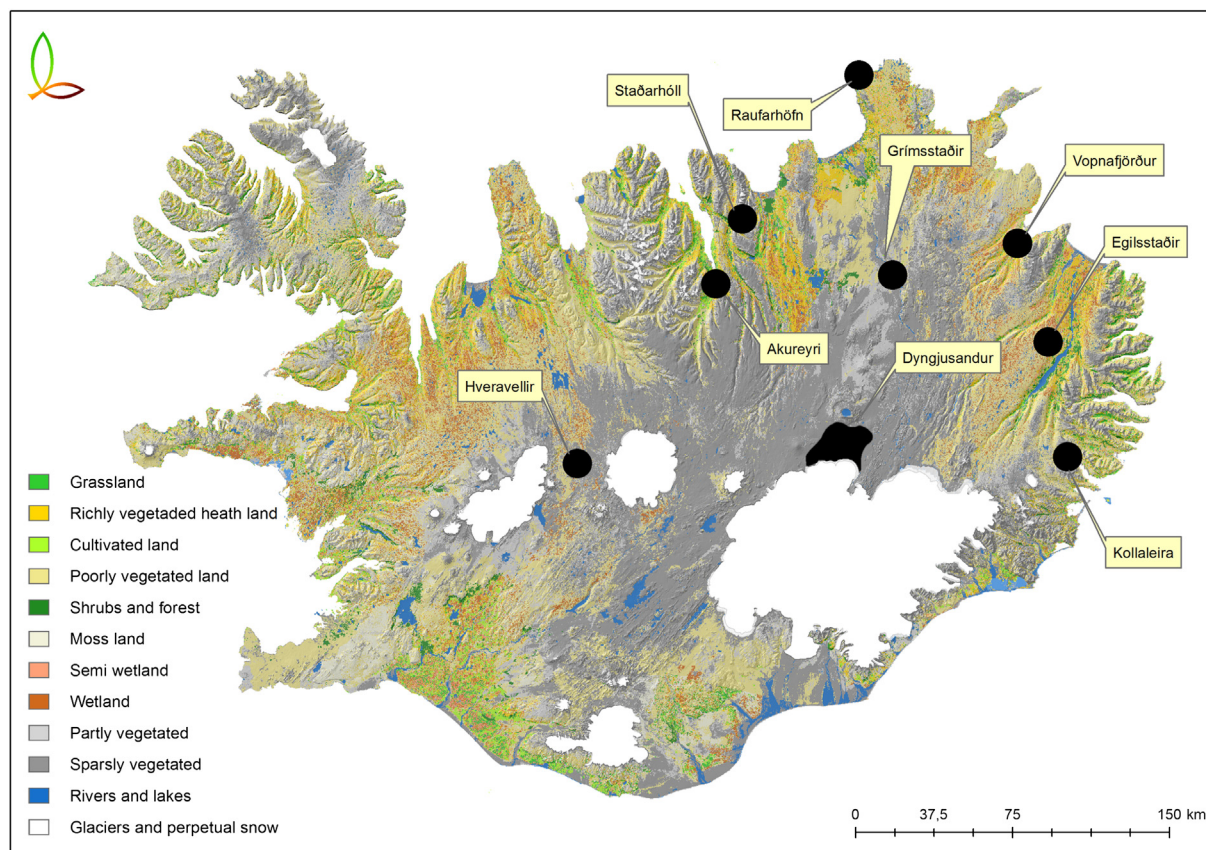 Staðarhóll
Raufarhöfn
Grímsstaðir
Vopnafjörður
Egilsstaðir
Akureyri
Dyngjusandur
Hveravellir
Kollaleira
Grassland
Richly vegetaded heath land
Cultivated land
Poorly vegetated land
Shrubs and forest
Moss land
Semi wetland
Wetland
Partly vegetated
Sparsly vegetated
Rivers and lakes
Glaciers and perpetual snow
0 37,5 75 150 km